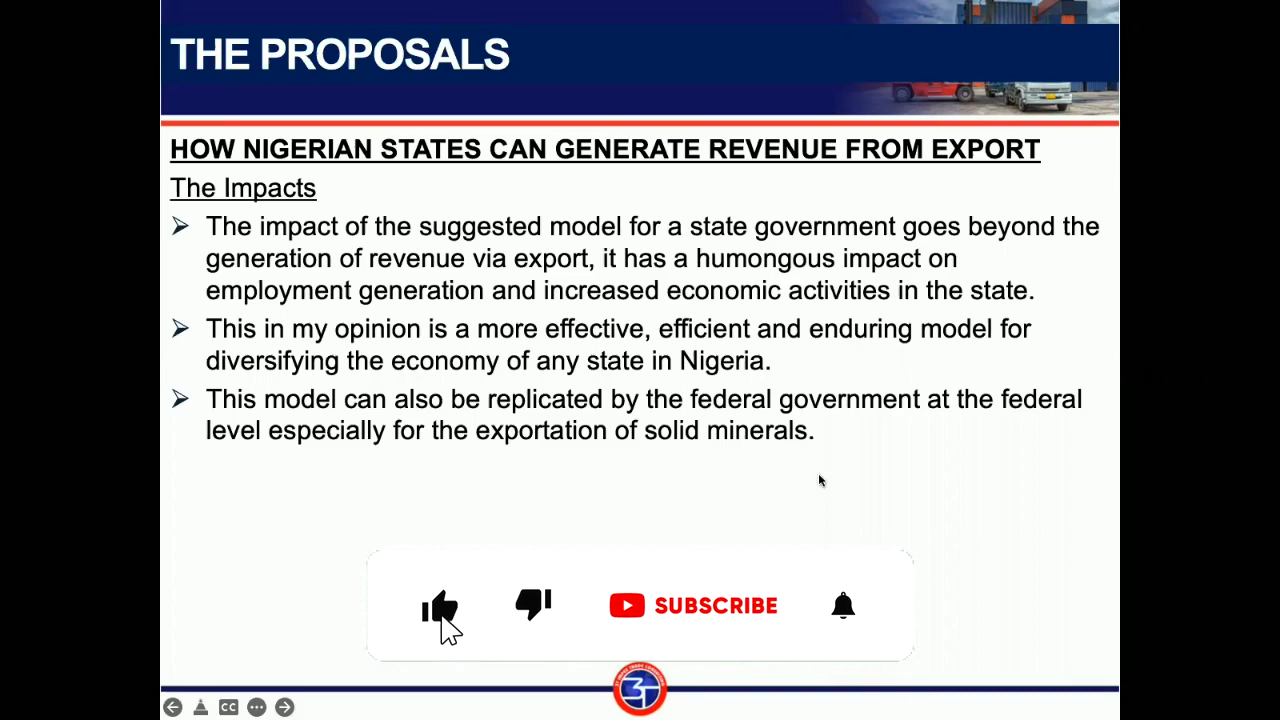 THE PROPOSALS
HOW NIGERIAN STATES CAN GENERATE REVENUE FROM EXPORT
The Impacts
The impact of the suggested model for a state government goes beyond the
generation of revenue via export, it has a humongous impact on
employment generation and increased economic activities in the state.
This in my opinion is a more effective, efficient and enduring model for
diversifying the economy of any state in Nigeria.
This model can also be replicated by the federal government at the federal
level especially for the exportation of solid minerals.
SUBSCRIBE
3T
CC